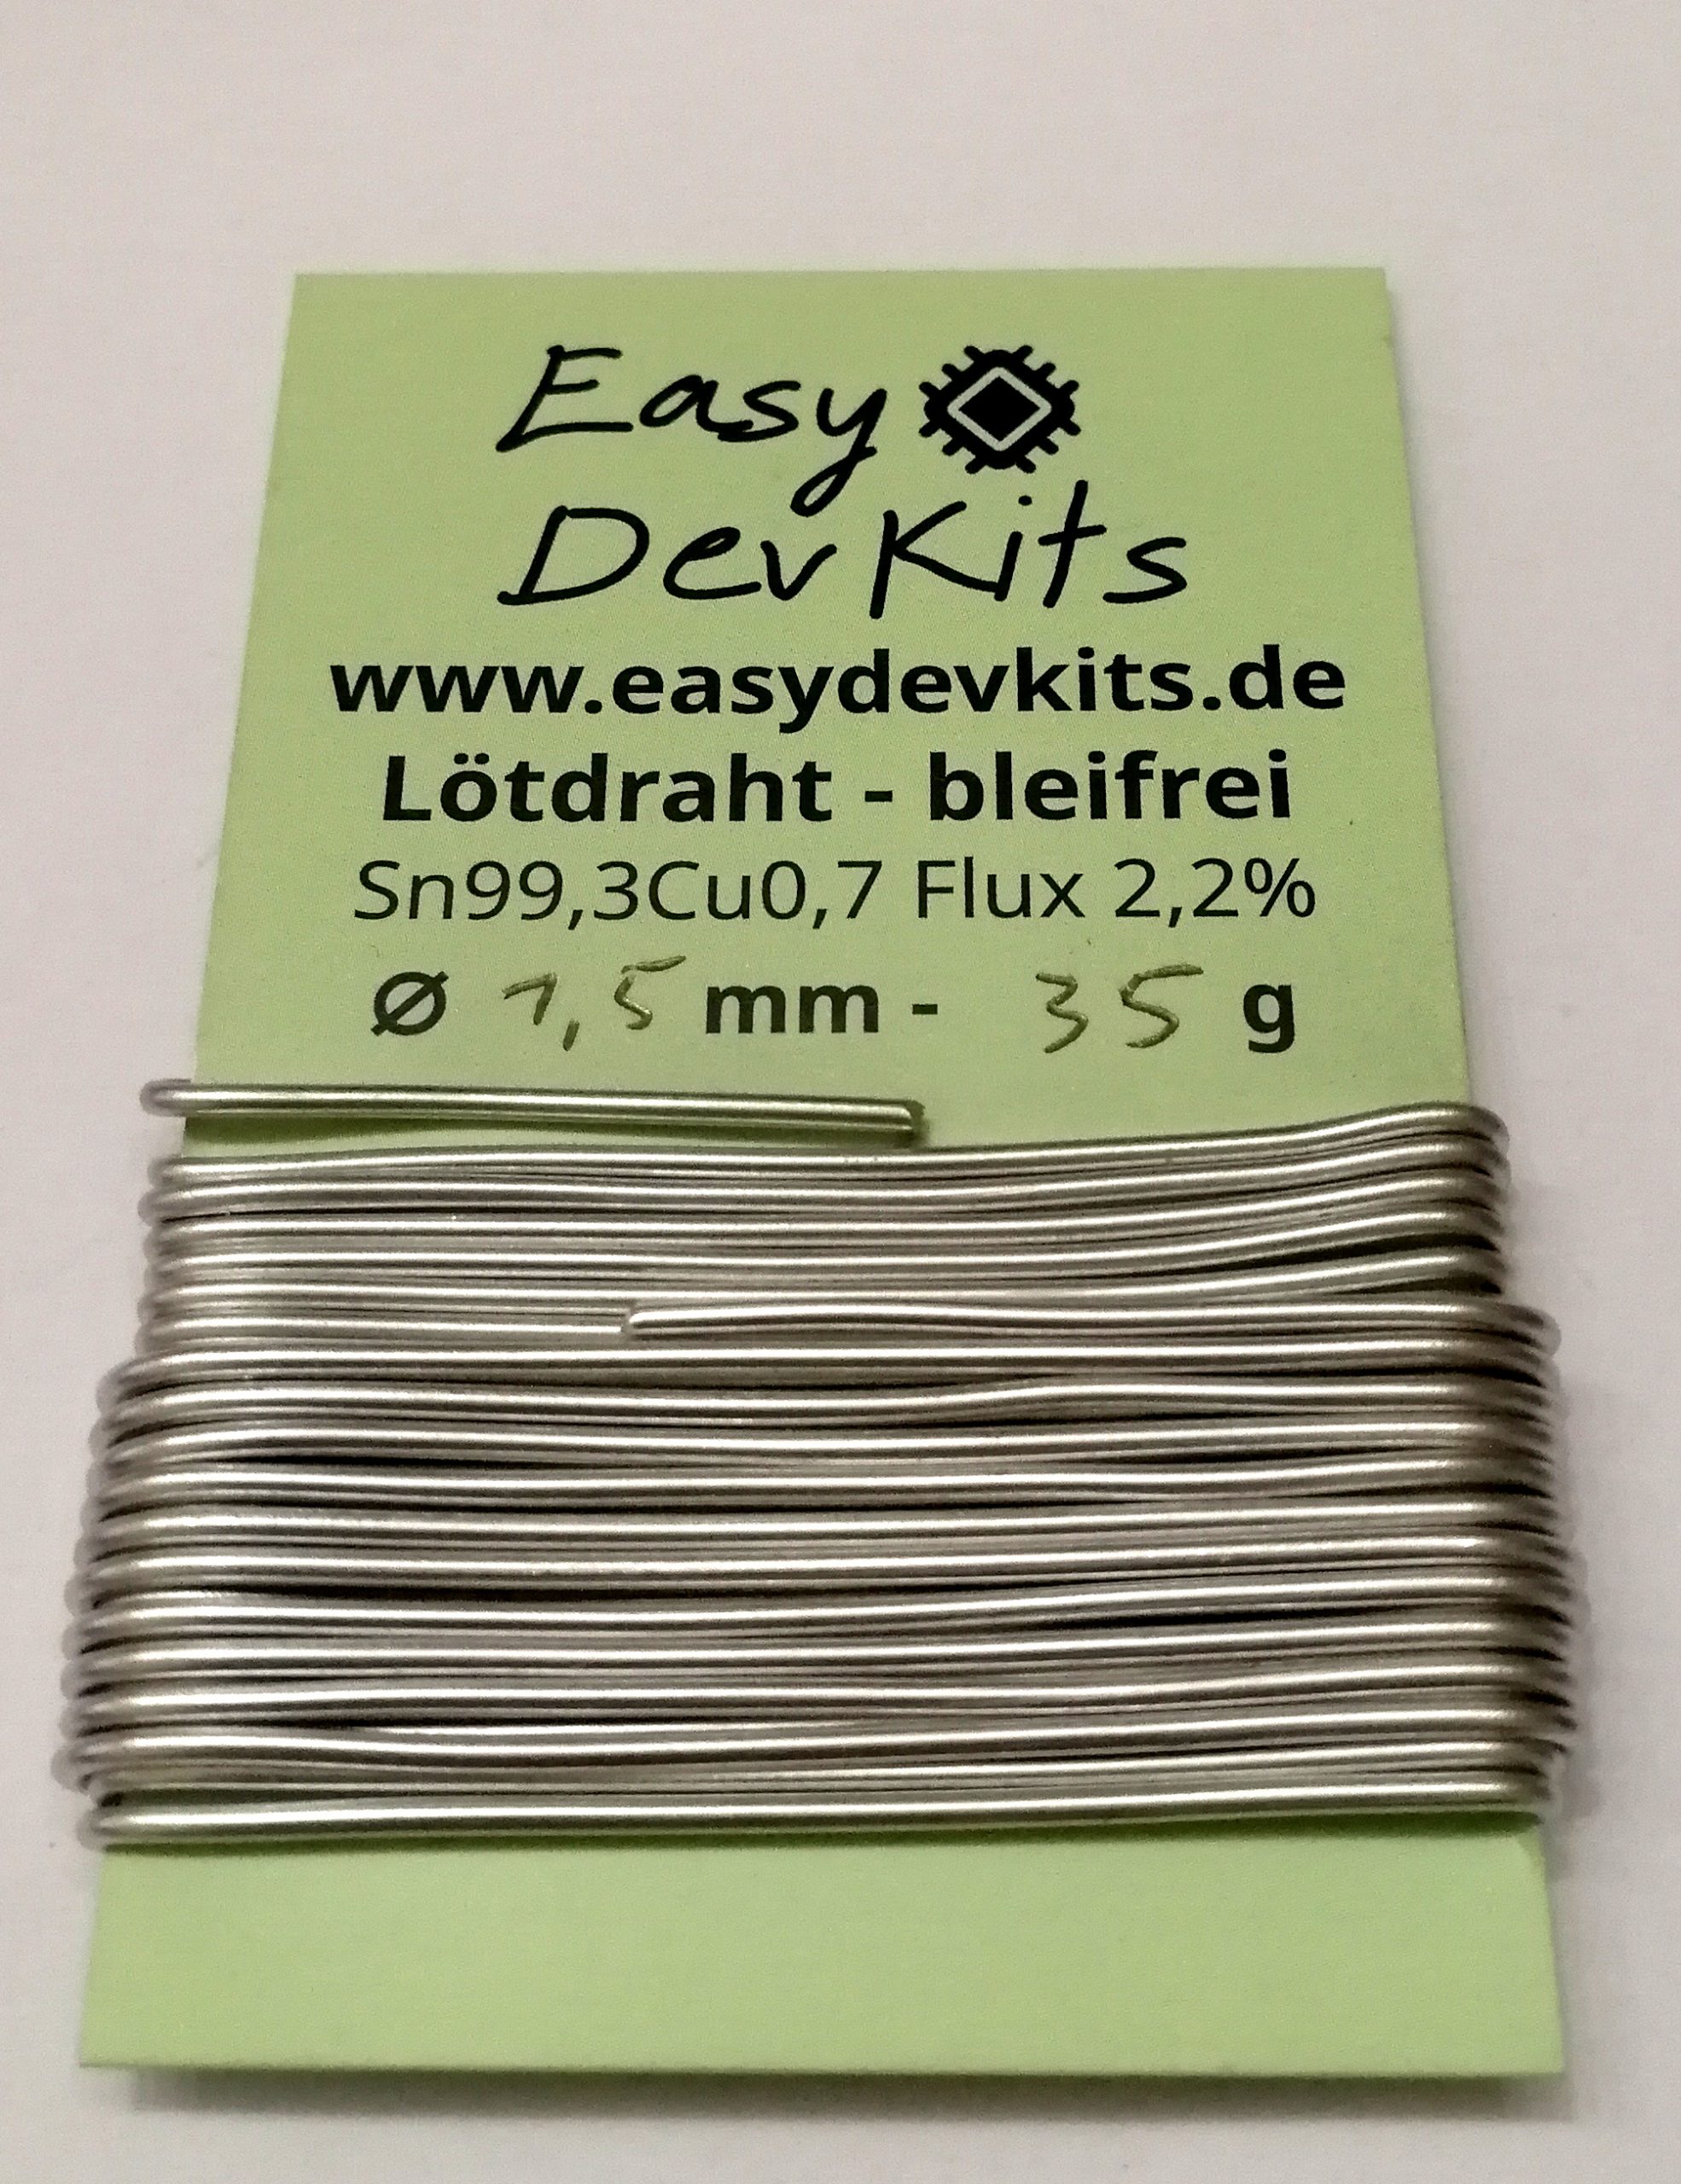 Easy
DevKits
www.easydevkits.de
Lötdraht - bleifrei
Sn99,3Cu0,7 Flux 2,2%
Ø 1,5 mm - 35 g